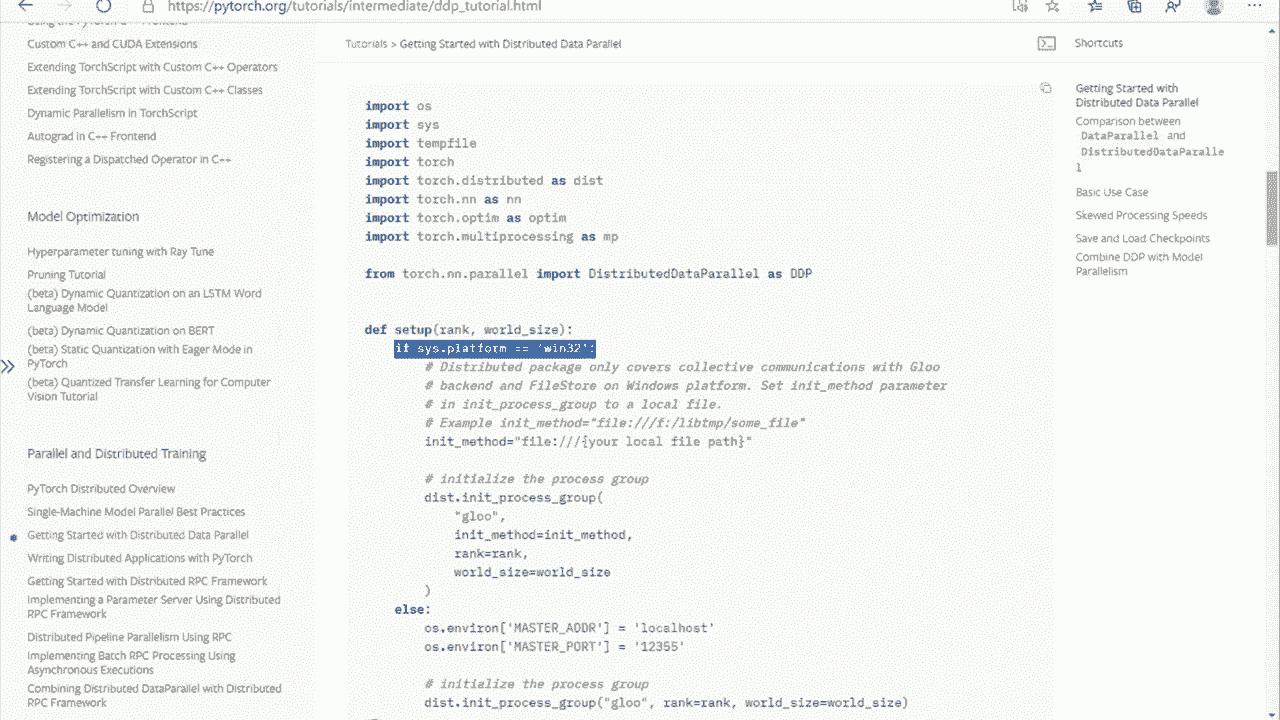 https://pytorch.org/tutorials/intermediate/ddp_tutorial.html
Custom C++ and CUDA Extensions
Extending TorchScript with Custom C++ Operators
Extending TorchScript with Custom C++ Classes
Dynamic Parallelism in TorchScript
Autograd in C++ Frontend
Registering a Dispatched Operator in C++
Model Optimization
Hyperparameter tuning with Ray Tune
Pruning Tutorial
(beta) Dynamic Quantization on an LSTM Word
Language Model
(beta) Dynamic Quantization on BERT
(beta) Static Quantization with Eager Mode in
PyTorch
(beta) Quantized Transfer Learning for Computer
Vision Tutorial
Parallel and Distributed Training
PyTorch Distributed Overview
Single-Machine Model Parallel Best Practices
Getting Started with Distributed Data Parallel
Writing Distributed Applications with PyTorch
Getting Started with Distributed RPC Framework
Implementing a Parameter Server Using Distributed
RPC Framework
Distributed Pipeline Parallelism Using RPC
Implementing Batch RPC Processing Using
Asynchronous Executions
Combining Distributed DataParallel with Distributed
RPC Framework
Tutorials > Getting Started with Distributed Data Parallel
import os
import sys
import tempfile
import torch
import torch.distributed as dist
import torch.nn as nn
import torch.optim as optim
import torch.multiprocessing as mp
from torch.nn.parallel import DistributedDataParallel as DDP
def setup(rank, world_size):
if sys.platform == 'win32':
# Distributed package only covers collective communications with Gloo
# backend and FileStore on Windows platform. Set init_method parameter
# in init_process_group to a local file.
# Example init_method="file:///f:/libtmp/some_file"
init_method="file:///{your local file path}"
# initialize the process group
dist.init_process_group(
"gloo",
init_method=init_method,
rank=rank,
world_size=world_size
)
else:
os.environ['MASTER_ADDR'] = 'localhost'
os.environ['MASTER_PORT'] = '12355'
# initialize the process group
dist.init_process_group("gloo", rank=rank, world_size=world_size)
Shortcuts
Getting Started with
Distributed Data Parallel
Comparison between
DataParallel and
DistributedDataParalle
l
Basic Use Case
Skewed Processing Speeds
Save and Load Checkpoints
Combine DDP with Model
Parallelism